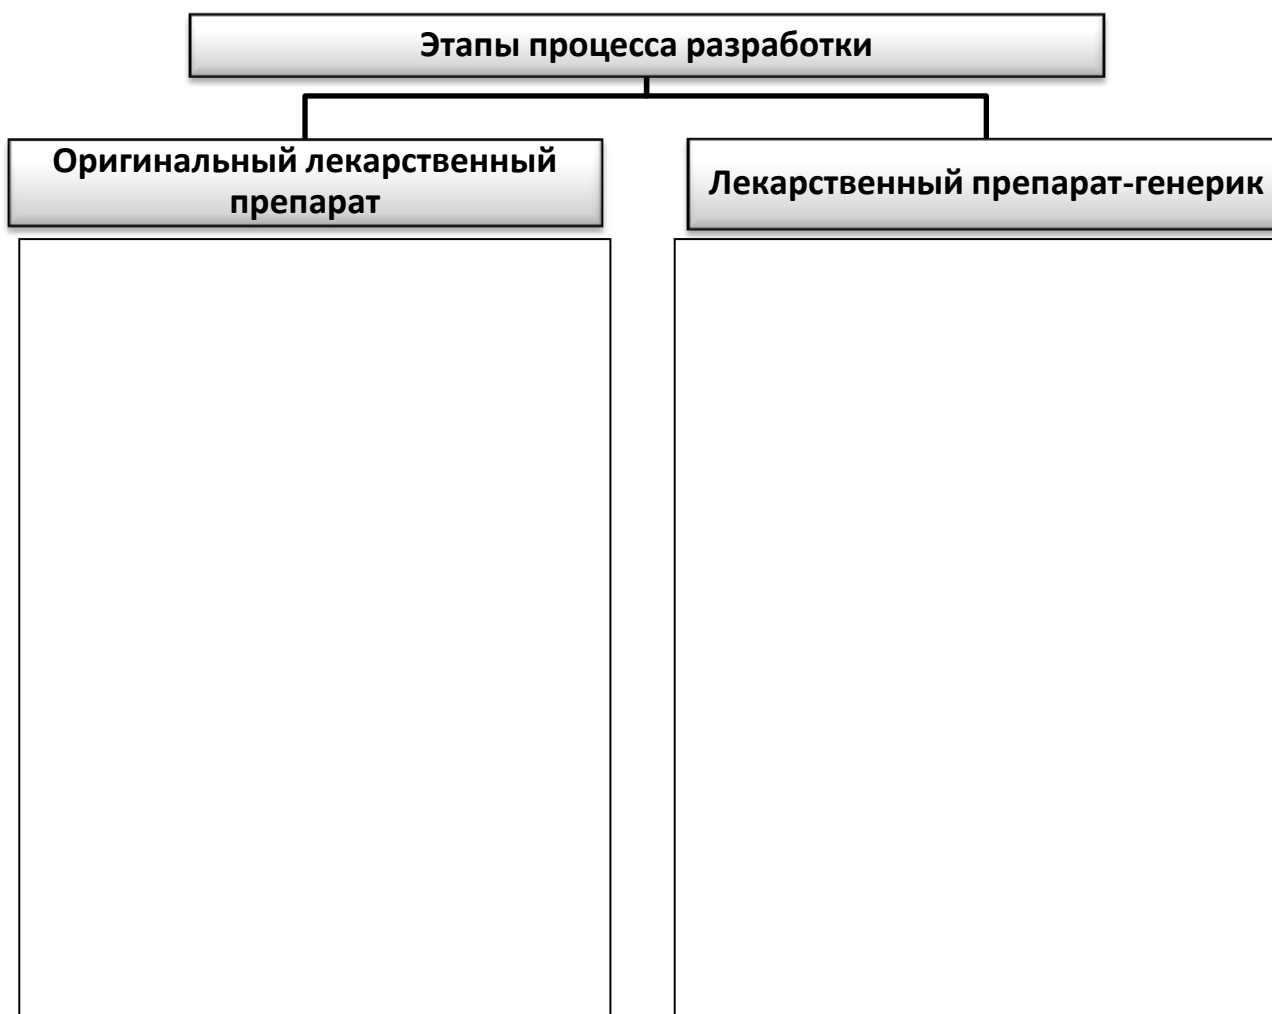 Этапы процесса разработки
Оригинальный лекарственный
препарат
Лекарственный препарат-генерик